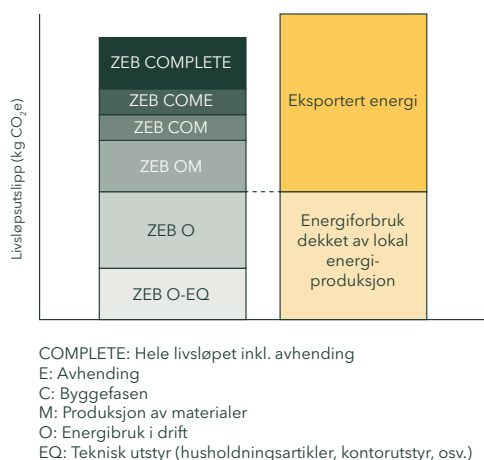 Livsløpsutslipp (kg CO₂e)
ZEB COMPLETE
ZEB COME
ZEB COM
ZEB OM
ZEB O
ZEB O-EQ
Eksportert energi
Energiforbruk
dekket av lokal
energi-
produksjon
COMPLETE: Hele livsløpet inkl. avhending
E: Avhending
C: Byggefasen
M: Produksjon av materialer
O: Energibruk i drift
EQ: Teknisk utstyr (husholdningsartikler, kontorutstyr, osv.)